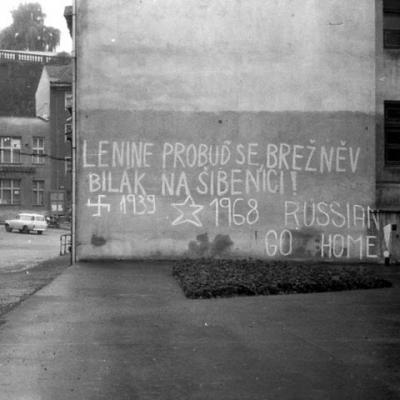 LENINE PROBUĎ SE, BREŽNĚV
BILAK NA ŠIBENICI!
卐 1939 ☆ 1968 RUSSIAN
GO HOME!